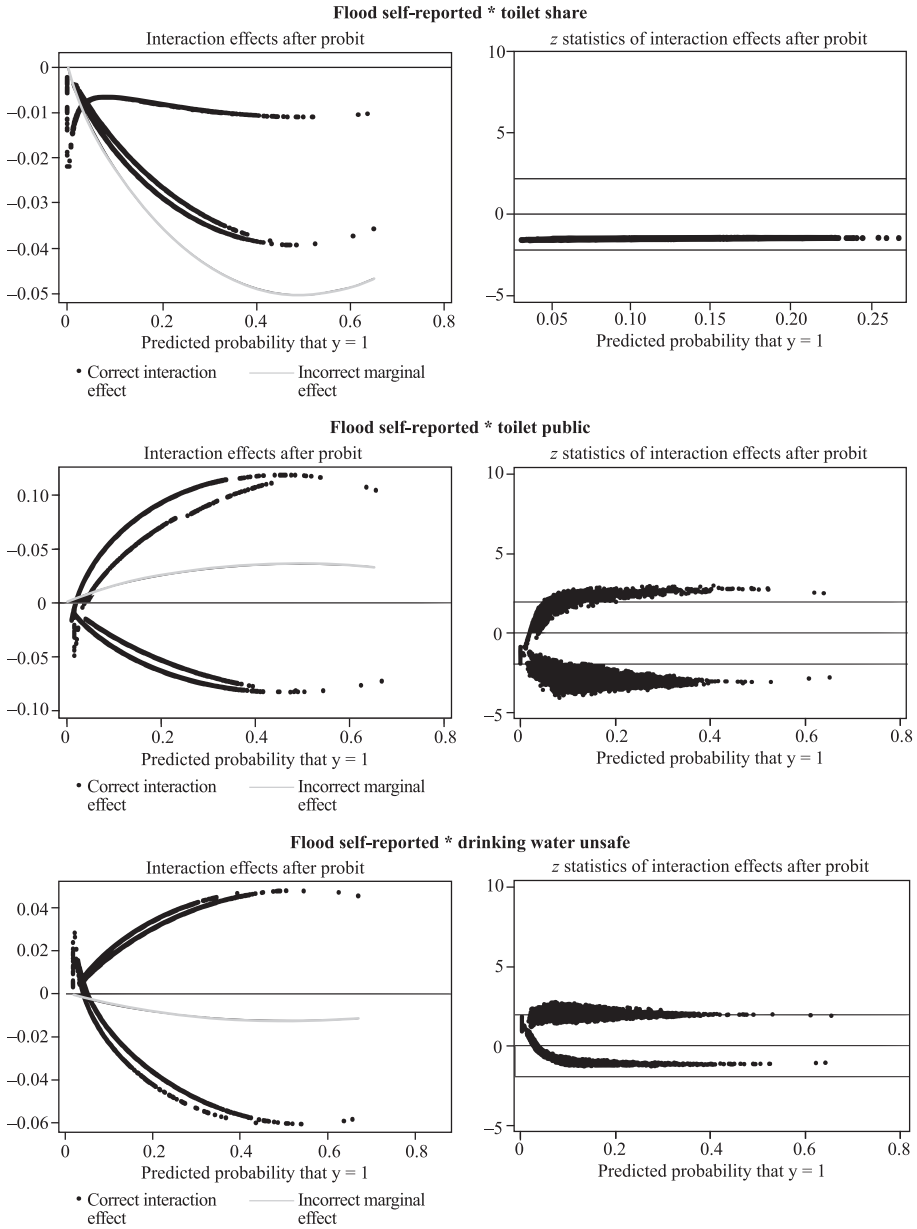 Flood self-reported * toilet share
Interaction effects after probit
0
–0.01
–0.02
–0.03
–0.04
–0.05
0
0.2
0.4
0.6
0.8
Predicted probability that y = 1
• Correct interaction effect
Incorrect marginal effect
z statistics of interaction effects after probit
10
5
0
–5
0.05
0.10
0.15
0.20
0.25
Predicted probability that y = 1
Flood self-reported * toilet public
Interaction effects after probit
0.10
–0.05
0
–0.05
–0.10
0
0.2
0.4
0.6
0.8
Predicted probability that y = 1
• Correct interaction effect
Incorrect marginal effect
z statistics of interaction effects after probit
10
5
0
–5
0
0.2
0.4
0.6
0.8
Predicted probability that y = 1
Flood self-reported * drinking water unsafe
Interaction effects after probit
0.04
0.02
0
–0.02
–0.04
–0.06
0
0.2
0.4
0.6
0.8
Predicted probability that y = 1
• Correct interaction effect
Incorrect marginal effect
z statistics of interaction effects after probit
10
5
0
–5
0
0.2
0.4
0.6
0.8
Predicted probability that y = 1